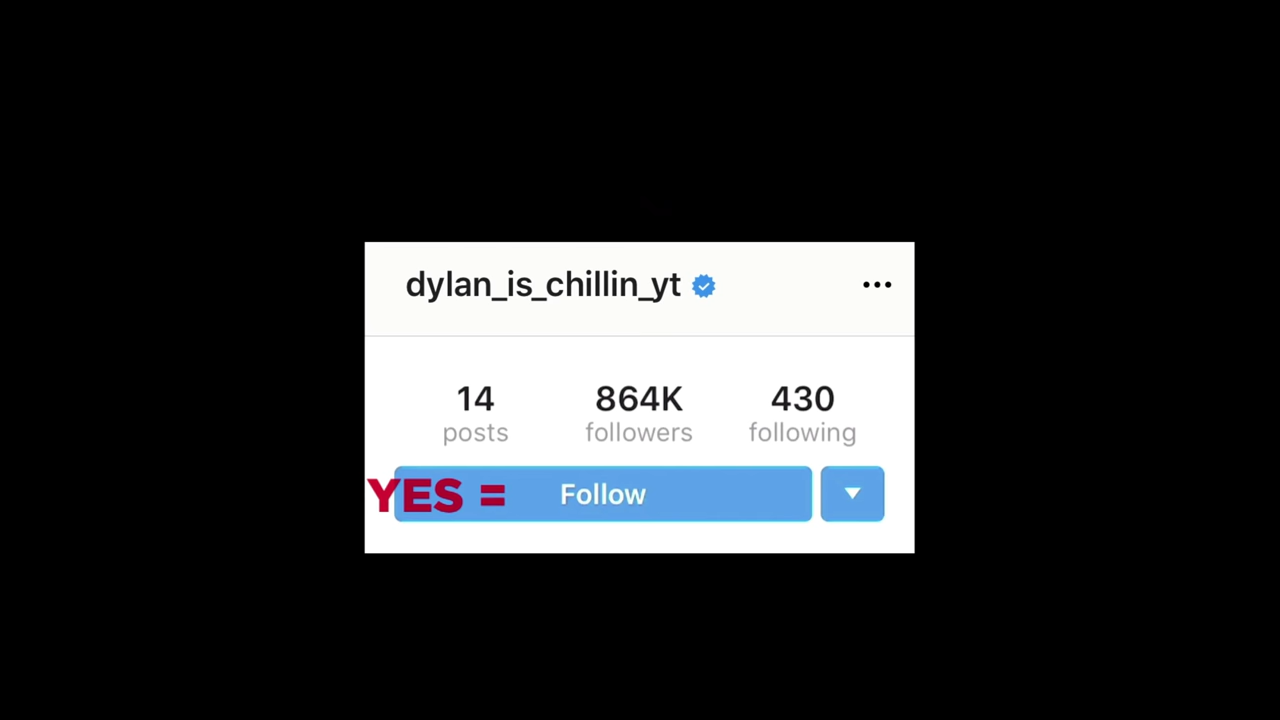 dylan_is_chillin_yt
14 864K 430
posts followers following
YES = Follow